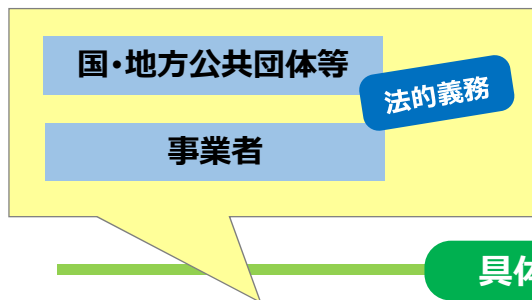 国・地方公共団体等
法的義務
事業者
具体